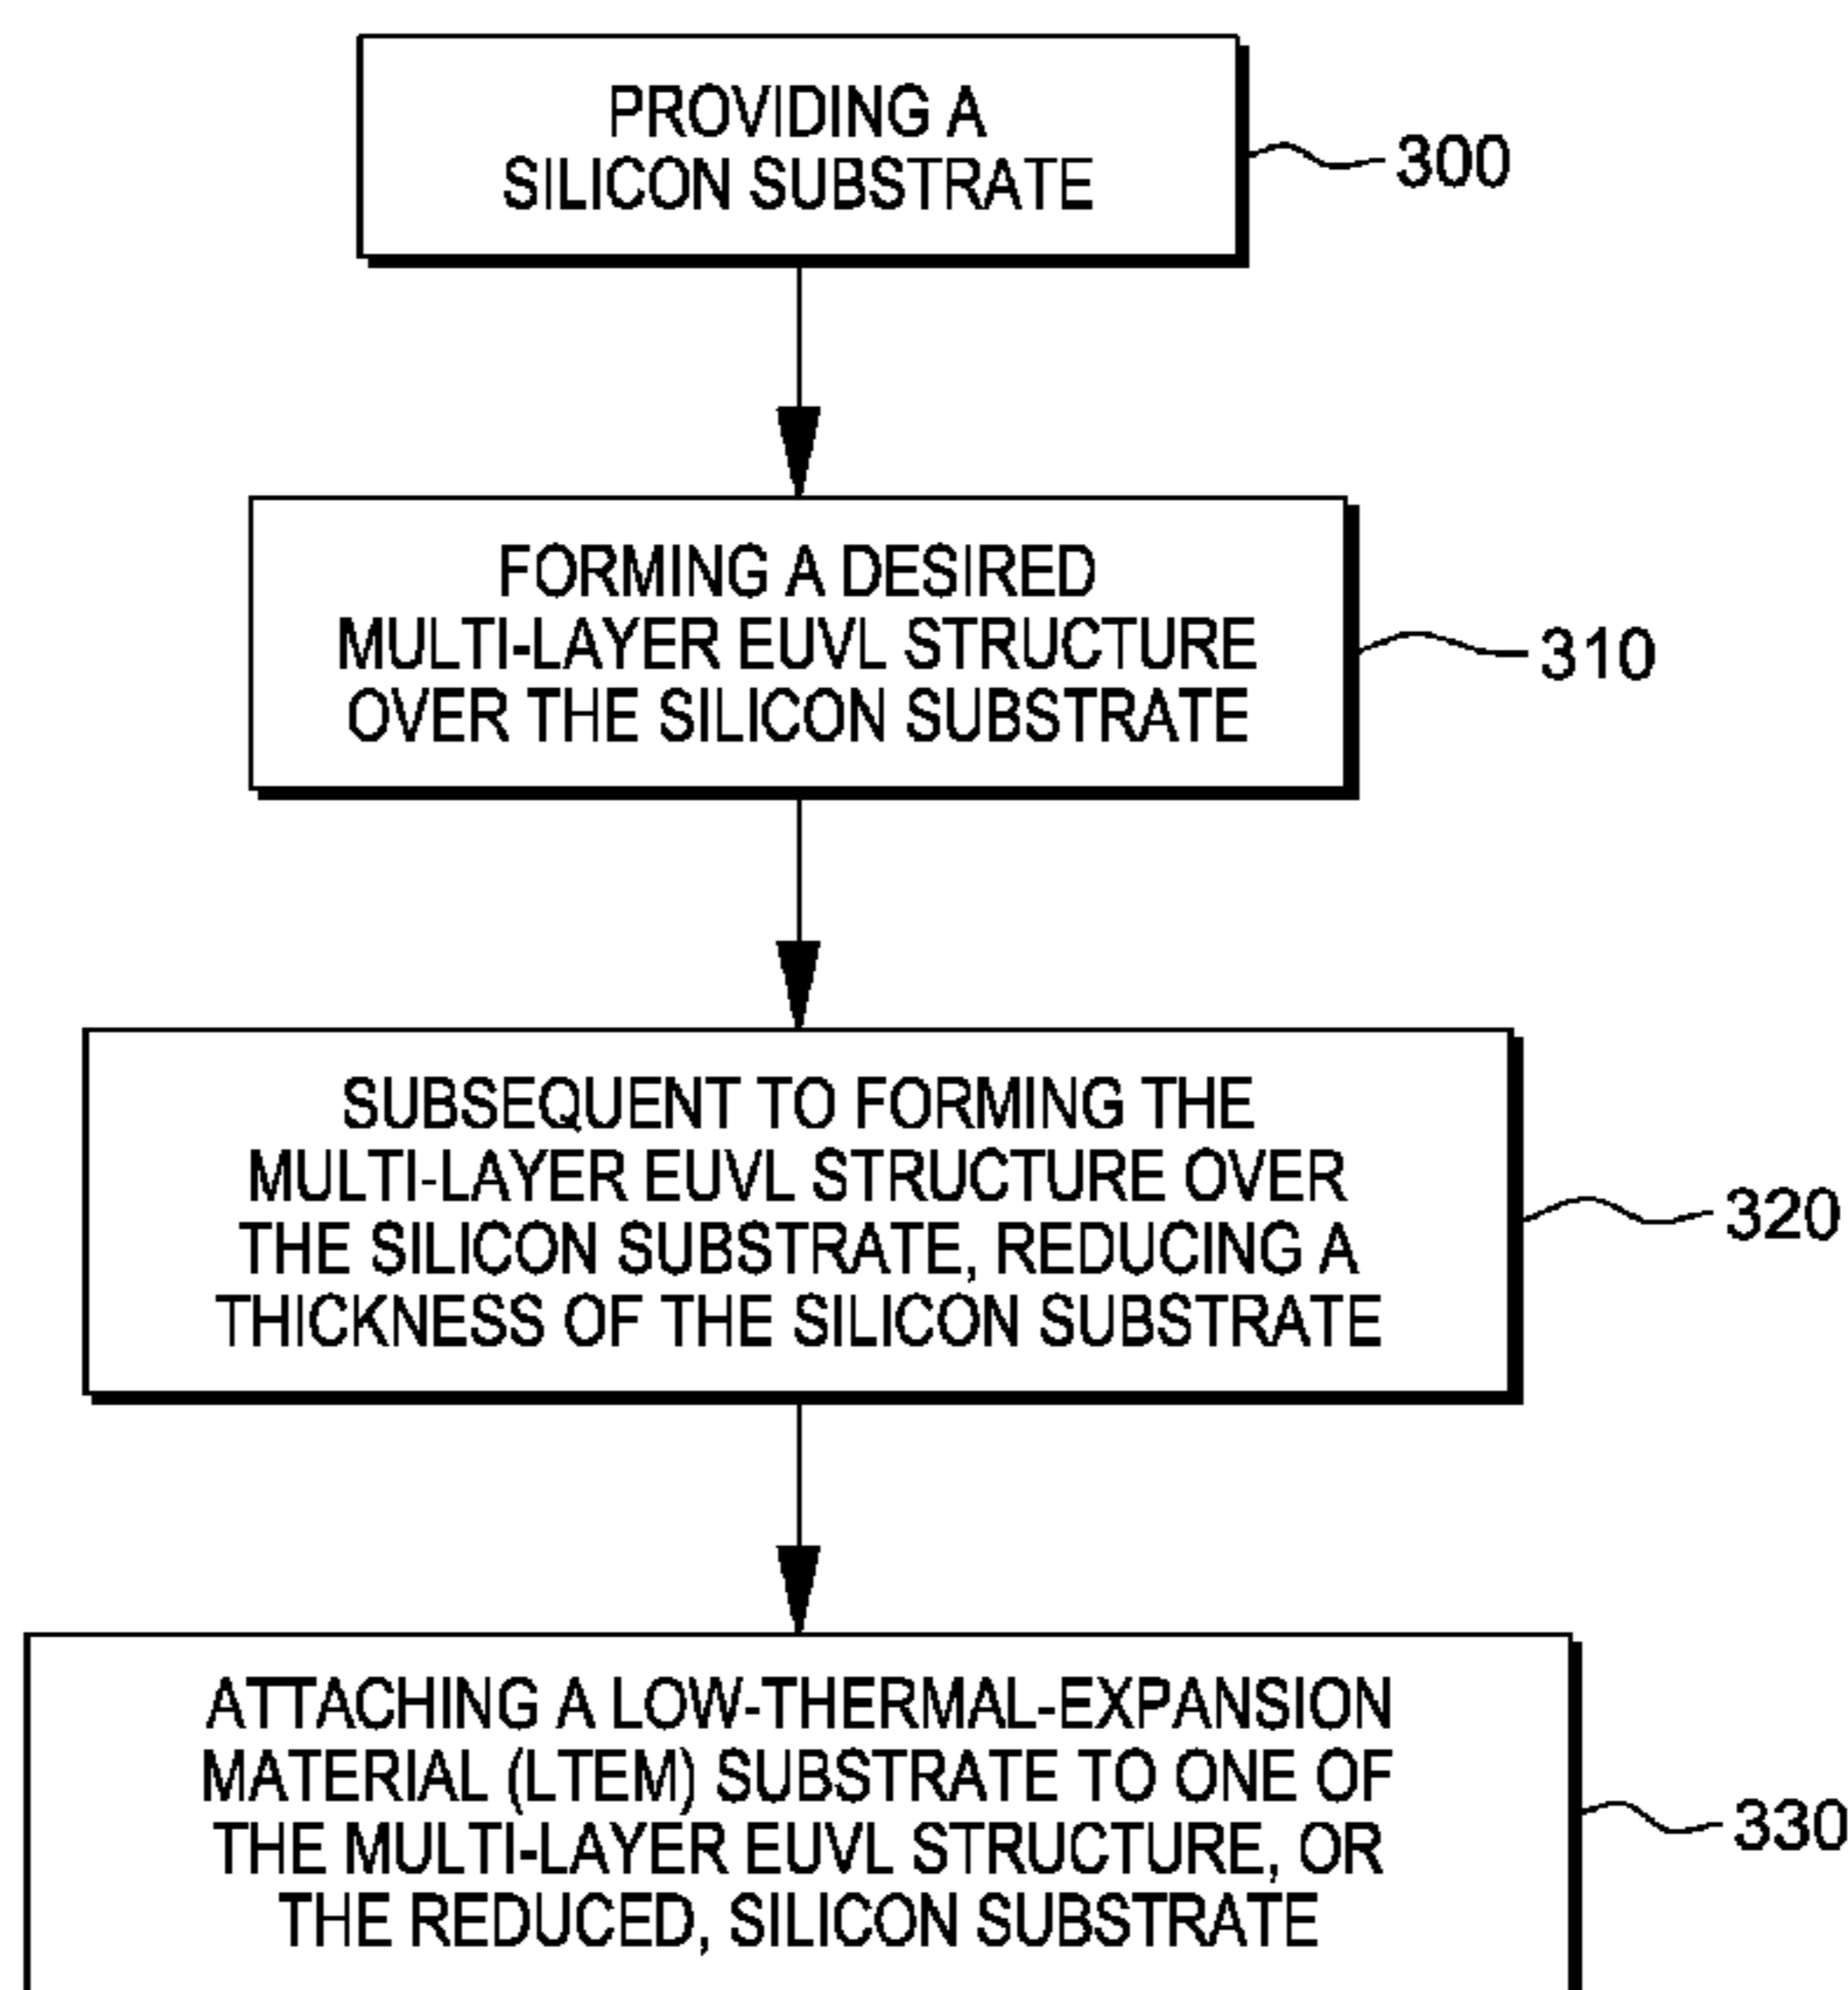 PROVIDING A
SILICON SUBSTRATE
300
FORMING A DESIRED
MULTI-LAYER EUVL STRUCTURE
OVER THE SILICON SUBSTRATE
310
SUBSEQUENT TO FORMING THE
MULTI-LAYER EUVL STRUCTURE OVER
THE SILICON SUBSTRATE, REDUCING A
THICKNESS OF THE SILICON SUBSTRATE
320
ATTACHING A LOW-THERMAL-EXPANSION
MATERIAL (LTEM) SUBSTRATE TO ONE OF
THE MULTI-LAYER EUVL STRUCTURE, OR
THE REDUCED, SILICON SUBSTRATE
330